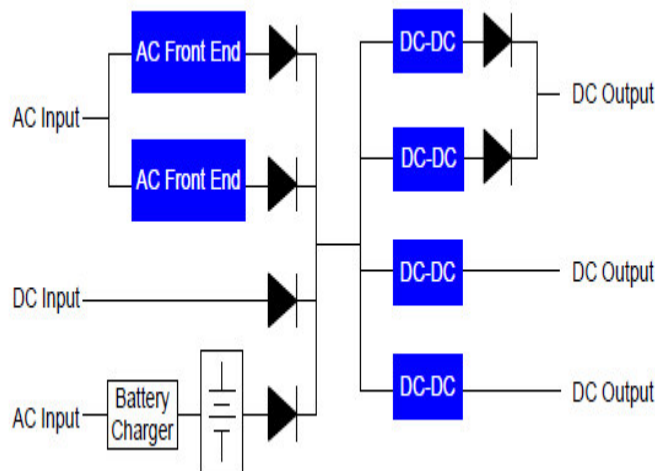 AC Front End
DC-DC
AC Input
DC Output
AC Front End
DC-DC
DC Input
DC-DC
DC Output
AC Input
Battery
Charger
DC-DC
DC Output